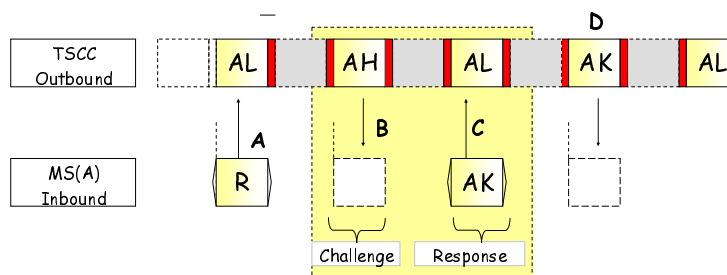 D
TSCC
Outbound
AL
AH
AL
AK
AL
A
B
C
MS(A)
Inbound
R
AK
Challenge
Response